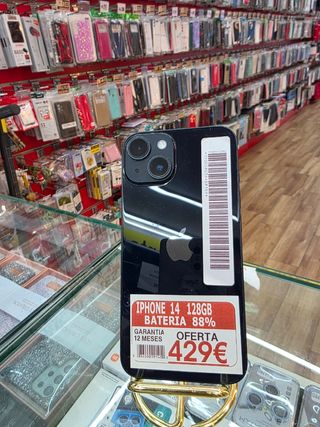 IPHONE 14 128GB
BATERIA 88%
GARANTIA
12 MESES
OFERTA
429€